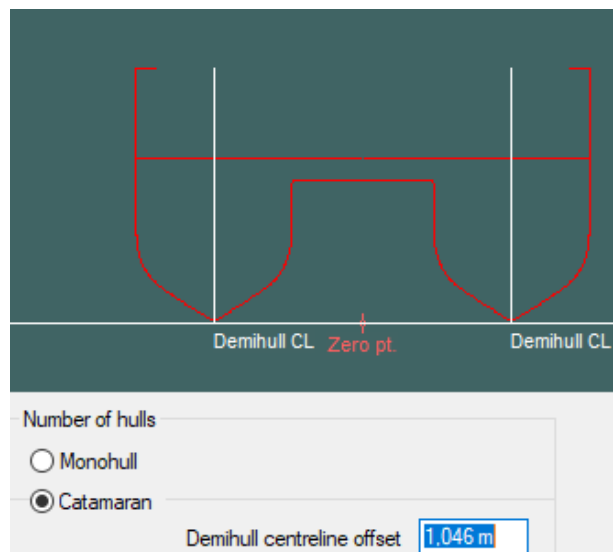 Demihull CL Zero pt. Demihull CL
Number of hulls
Monohull
Catamaran
Demihull centreline offset 1,046 m